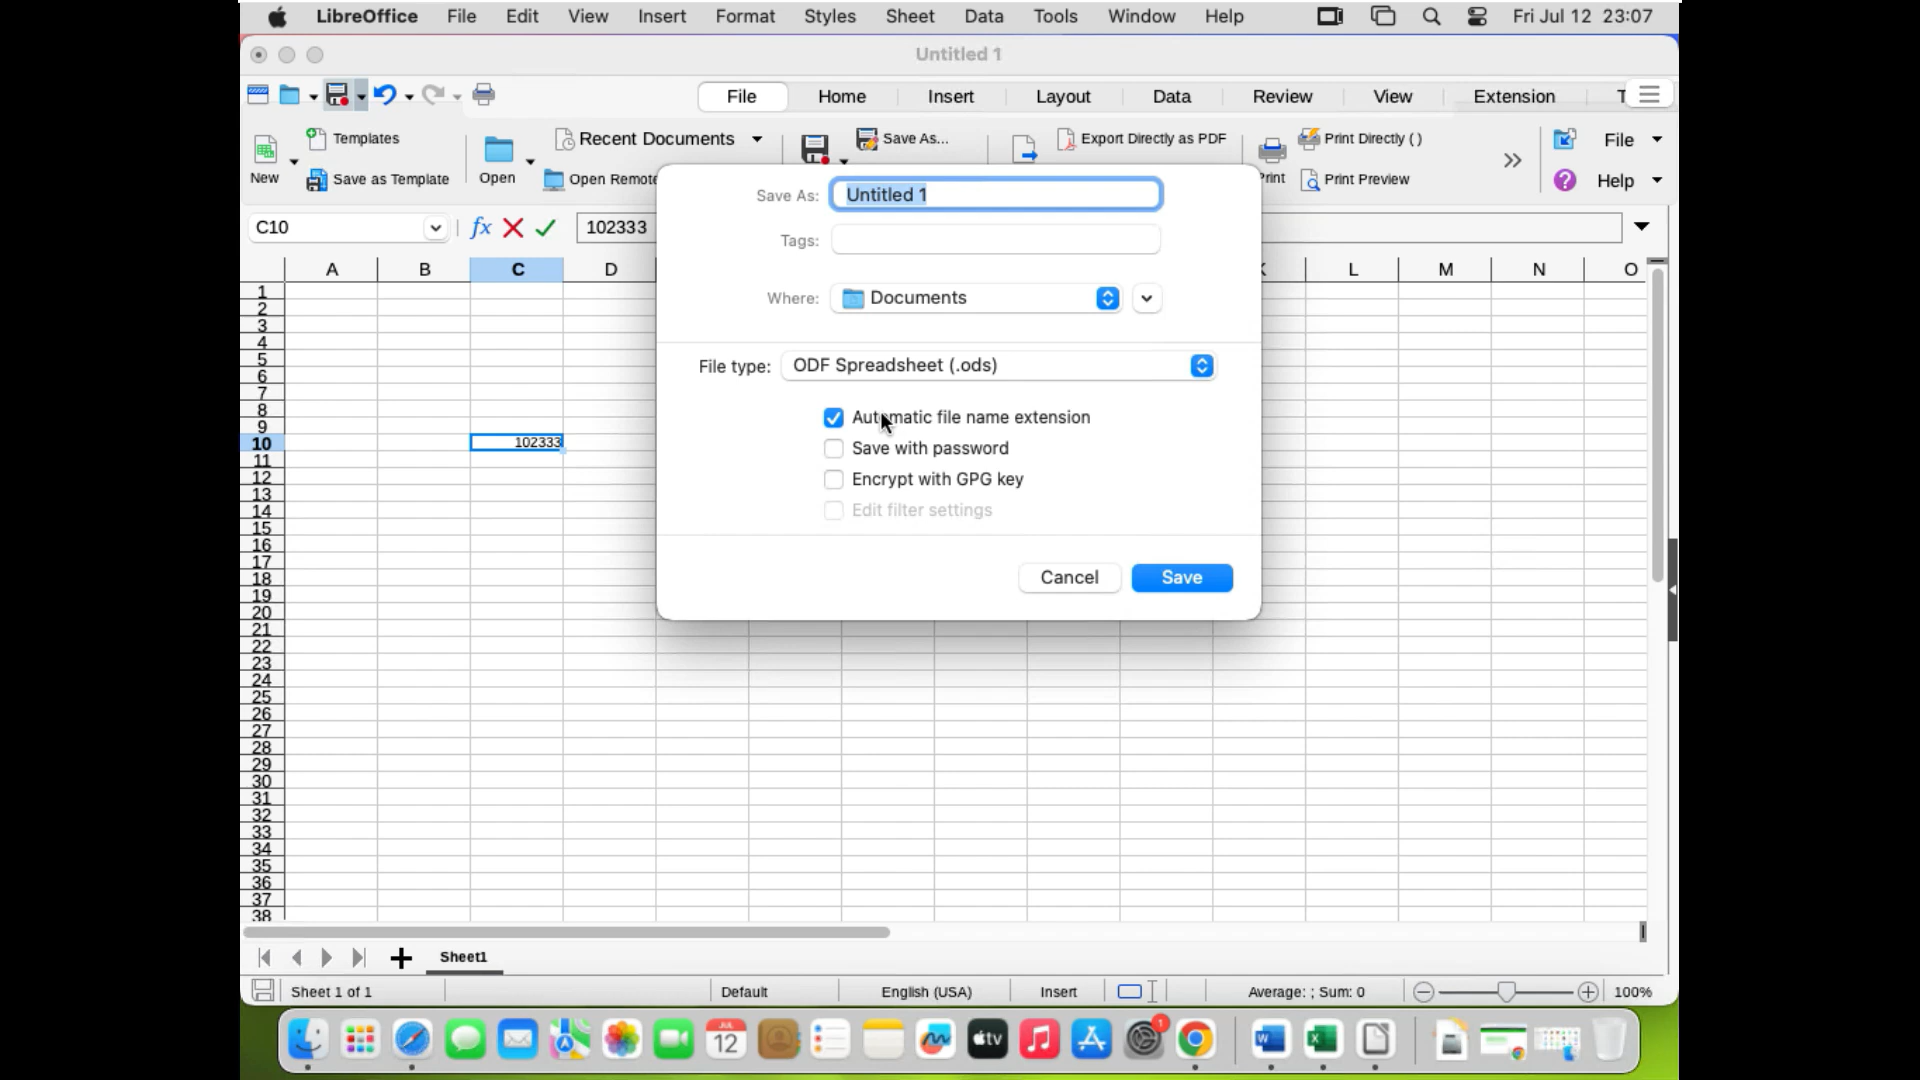 LibreOffice File Edit View Insert Format Styles Sheet Data Tools Window Help Fri Jul 12 23:07
Untitled 1
File Home Insert Layout Data Review View Extension T
Templates Recent Documents Save As... Export Directly as PDF Print Directly ( ) File
New Save as Template Open Open Remote Print Print Preview Help
C10 fx 102333
Save As: Untitled 1
Tags:
Where: Documents
File type: ODF Spreadsheet (.ods)
Automatic file name extension
Save with password
Encrypt with GPG key
Edit filter settings
Cancel Save
A B C D K L M N O
1
2
3
4
5
6
7
8
9
10 102333
11
12
13
14
15
16
17
18
19
20
21
22
23
24
25
26
27
28
29
30
31
32
33
34
35
36
37
38
Sheet1
Sheet 1 of 1 Default English (USA) Insert Average: ; Sum: 0 100%
JUL
12 tv 1 W X